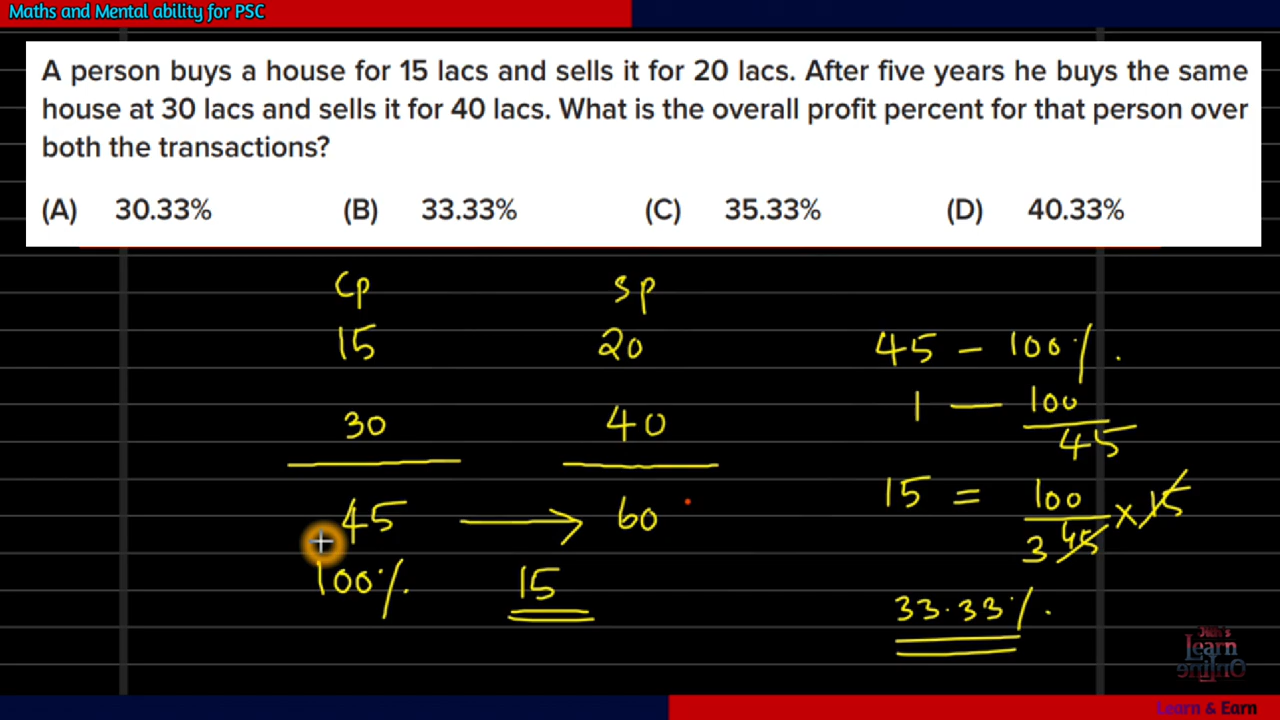 Maths and Mental ability for PSC
A person buys a house for 15 lacs and sells it for 20 lacs. After five years he buys the same
house at 30 lacs and sells it for 40 lacs. What is the overall profit percent for that person over
both the transactions?
(A) 30.33% (B) 33.33% (C) 35.33% (D) 40.33%
Cp SP
15 20
30 40
45 → 60
100% 15
45 – 100%.
1 — 100/45
15 = 100/45 × 15
3
33.33%.
Learn
Online
Learn & Earn